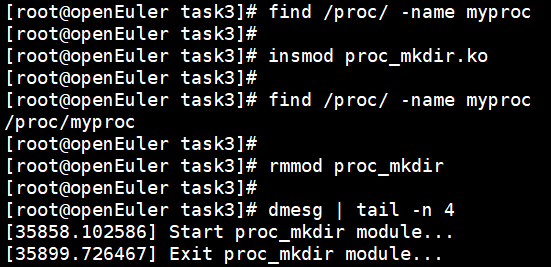 [root@openEuler task3]# find /proc/ -name myproc
[root@openEuler task3]#
[root@openEuler task3]# insmod proc_mkdir.ko
[root@openEuler task3]#
[root@openEuler task3]# find /proc/ -name myproc
/proc/myproc
[root@openEuler task3]#
[root@openEuler task3]# rmmod proc_mkdir
[root@openEuler task3]#
[root@openEuler task3]# dmesg | tail -n 4
[35858.102586] Start proc_mkdir module...
[35899.726467] Exit proc_mkdir module...